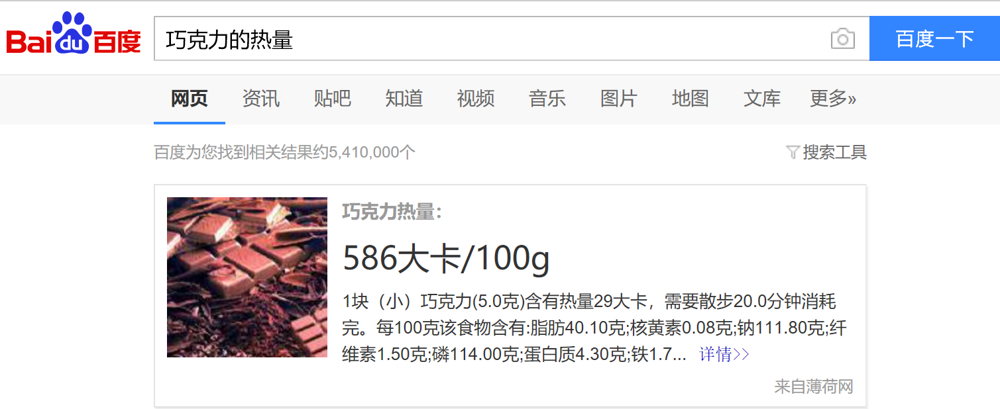 Bai du 百度
巧克力的热量
百度一下
网页 资讯 贴吧 知道 视频 音乐 图片 地图 文库 更多»
百度为您找到相关结果约5,410,000个
搜索工具
巧克力热量：
586大卡/100g
1块（小）巧克力(5.0克)含有热量29大卡，需要散步20.0分钟消耗
完。每100克该食物含有:脂肪40.10克;核黄素0.08克;钠111.80克;纤
维素1.50克;磷114.00克;蛋白质4.30克;铁1.7... 详情>>
来自薄荷网